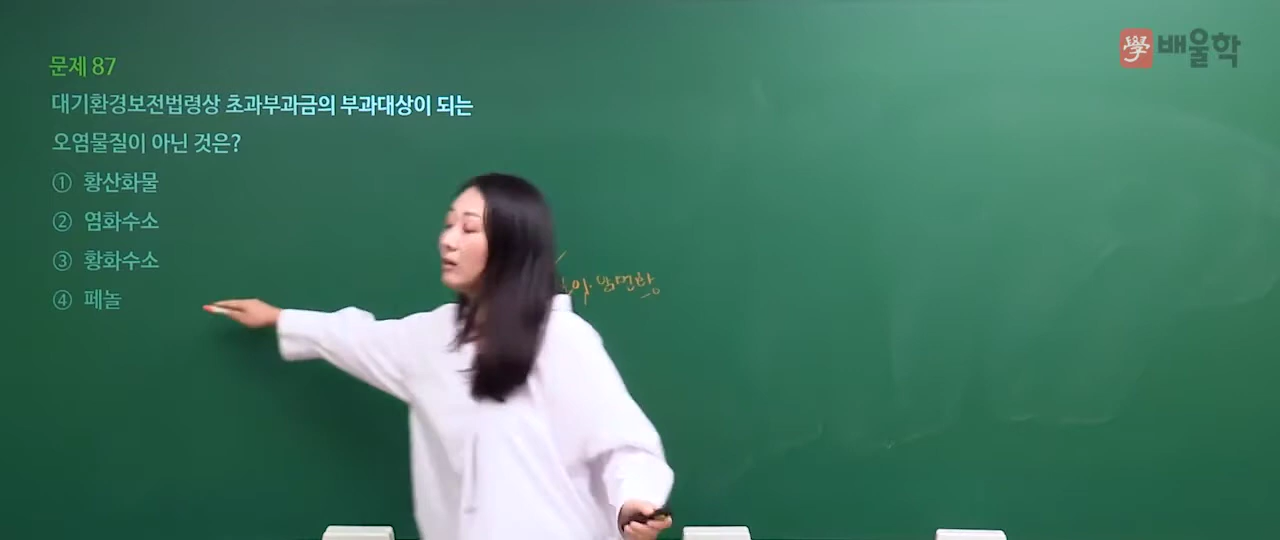 學 배울학
문제 87
대기환경보전법령상 초과부과금의 부과대상이 되는
오염물질이 아닌 것은?
① 황산화물
② 염화수소
③ 황화수소
④ 페놀